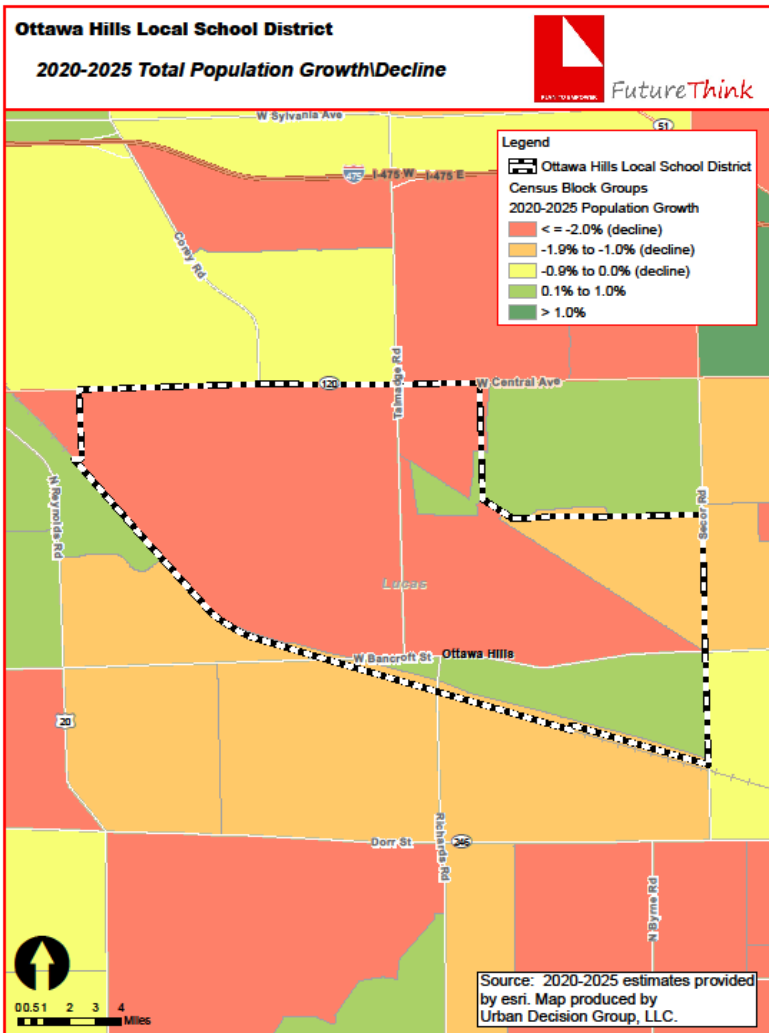 Ottawa Hills Local School District
2020-2025 Total Population Growth\Decline
PLAN TO EMPOWER
FutureThink
W Sylvania Ave
51
Legend
Ottawa Hills Local School District
Census Block Groups
2020-2025 Population Growth
< = -2.0% (decline)
-1.9% to -1.0% (decline)
-0.9% to 0.0% (decline)
0.1% to 1.0%
> 1.0%
475
I-475 W
I-475 E
Corey Rd
Talmadge Rd
120
W Central Ave
N Reynolds Rd
Secor Rd
Lucas
W Bancroft St
Ottawa Hills
20
Richards Rd
Dorr St
246
N Byrne Rd
0 0.5 1 2 3 4
Miles
Source: 2020-2025 estimates provided
by esri. Map produced by
Urban Decision Group, LLC.